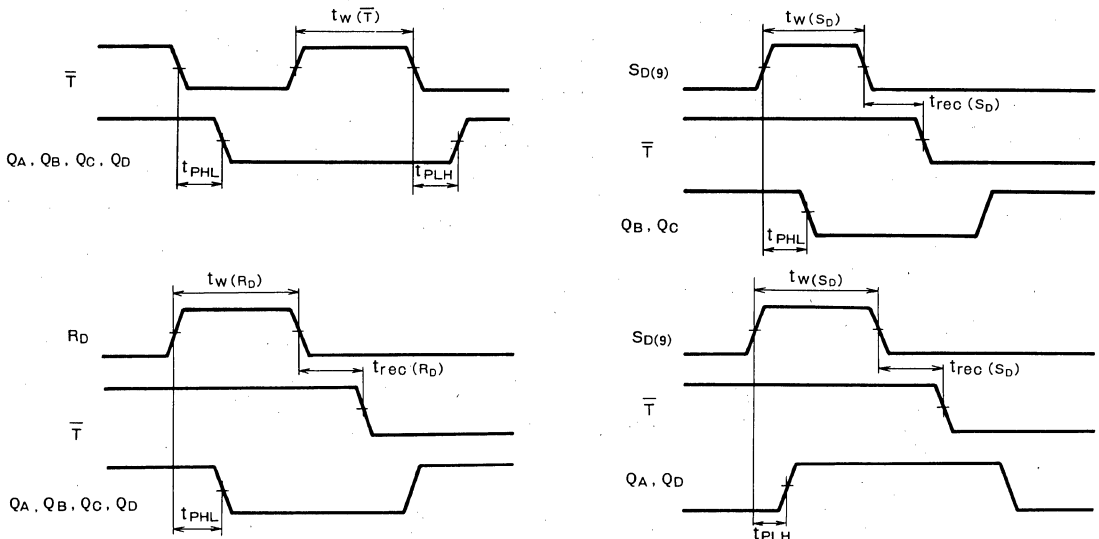 tW(T̅)
T̅
QA, QB, QC, QD
tPHL
tPLH
tW(SD)
SD(9)
trec(SD)
T̅
QB, QC
tPHL
tW(RD)
RD
trec(RD)
T̅
QA, QB, QC, QD
tPHL
tW(SD)
SD(9)
trec(SD)
T̅
QA, QD
tPLH